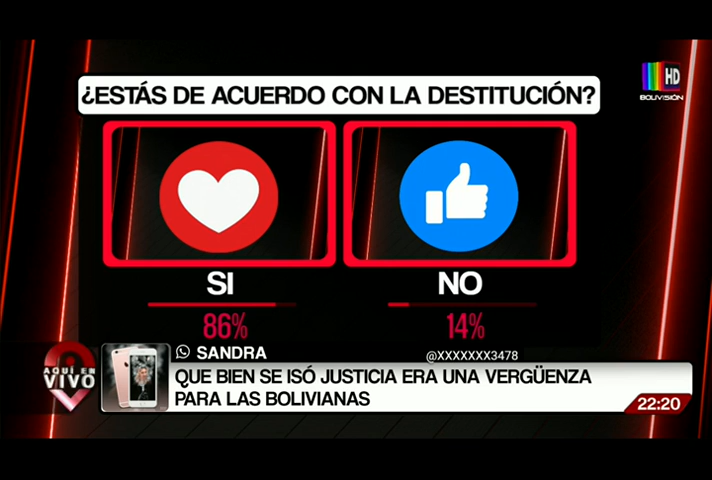 ¿ESTÁS DE ACUERDO CON LA DESTITUCIÓN?
HD
BOLIVISIÓN
SI
NO
86%
14%
SANDRA
@XXXXXXX3478
AQUÍ EN
VIVO
QUE BIEN SE ISÓ JUSTICIA ERA UNA VERGÜENZA
PARA LAS BOLIVIANAS
22:20